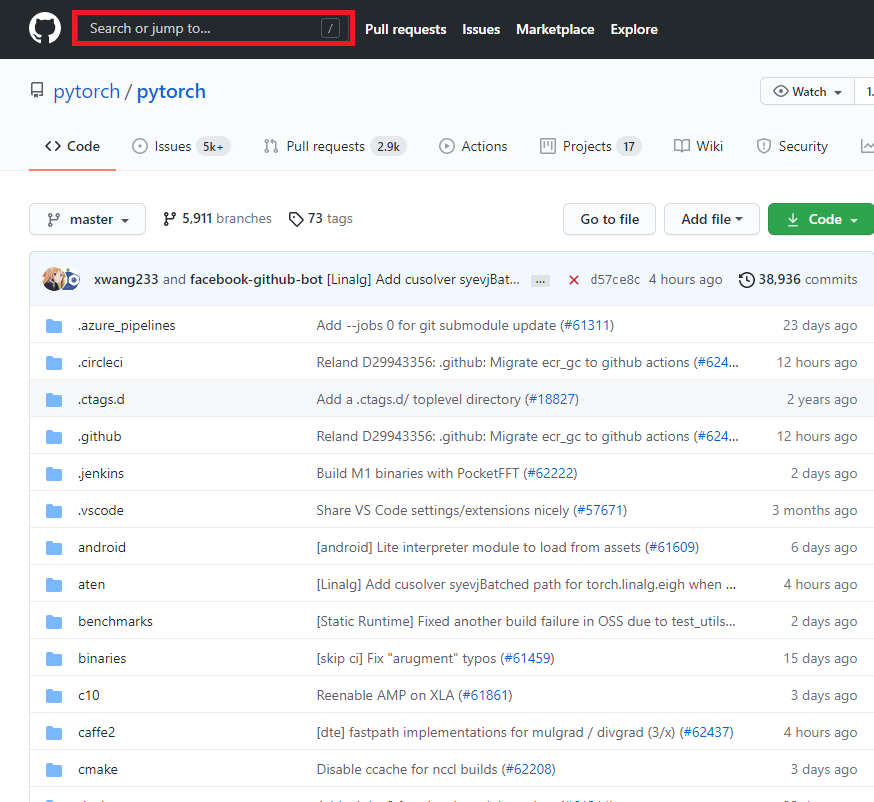 Search or jump to... / Pull requests Issues Marketplace Explore
pytorch / pytorch Watch 1.
Code Issues 5k+ Pull requests 2.9k Actions Projects 17 Wiki Security
master 5,911 branches 73 tags Go to file Add file Code
xwang233 and facebook-github-bot [Linalg] Add cusolver syevjBat... ... d57ce8c 4 hours ago 38,936 commits
.azure_pipelines Add --jobs 0 for git submodule update (#61311) 23 days ago
.circleci Reland D29943356: .github: Migrate ecr_gc to github actions (#624... 12 hours ago
.ctags.d Add a .ctags.d/ toplevel directory (#18827) 2 years ago
.github Reland D29943356: .github: Migrate ecr_gc to github actions (#624... 12 hours ago
.jenkins Build M1 binaries with PocketFFT (#62222) 2 days ago
.vscode Share VS Code settings/extensions nicely (#57671) 3 months ago
android [android] Lite interpreter module to load from assets (#61609) 6 days ago
aten [Linalg] Add cusolver syevjBatched path for torch.linalg.eigh when ... 4 hours ago
benchmarks [Static Runtime] Fixed another build failure in OSS due to test_utils... 2 days ago
binaries [skip ci] Fix "arugment" typos (#61459) 15 days ago
c10 Reenable AMP on XLA (#61861) 3 days ago
caffe2 [dte] fastpath implementations for mulgrad / divgrad (3/x) (#62437) 4 hours ago
cmake Disable ccache for nccl builds (#62208) 3 days ago